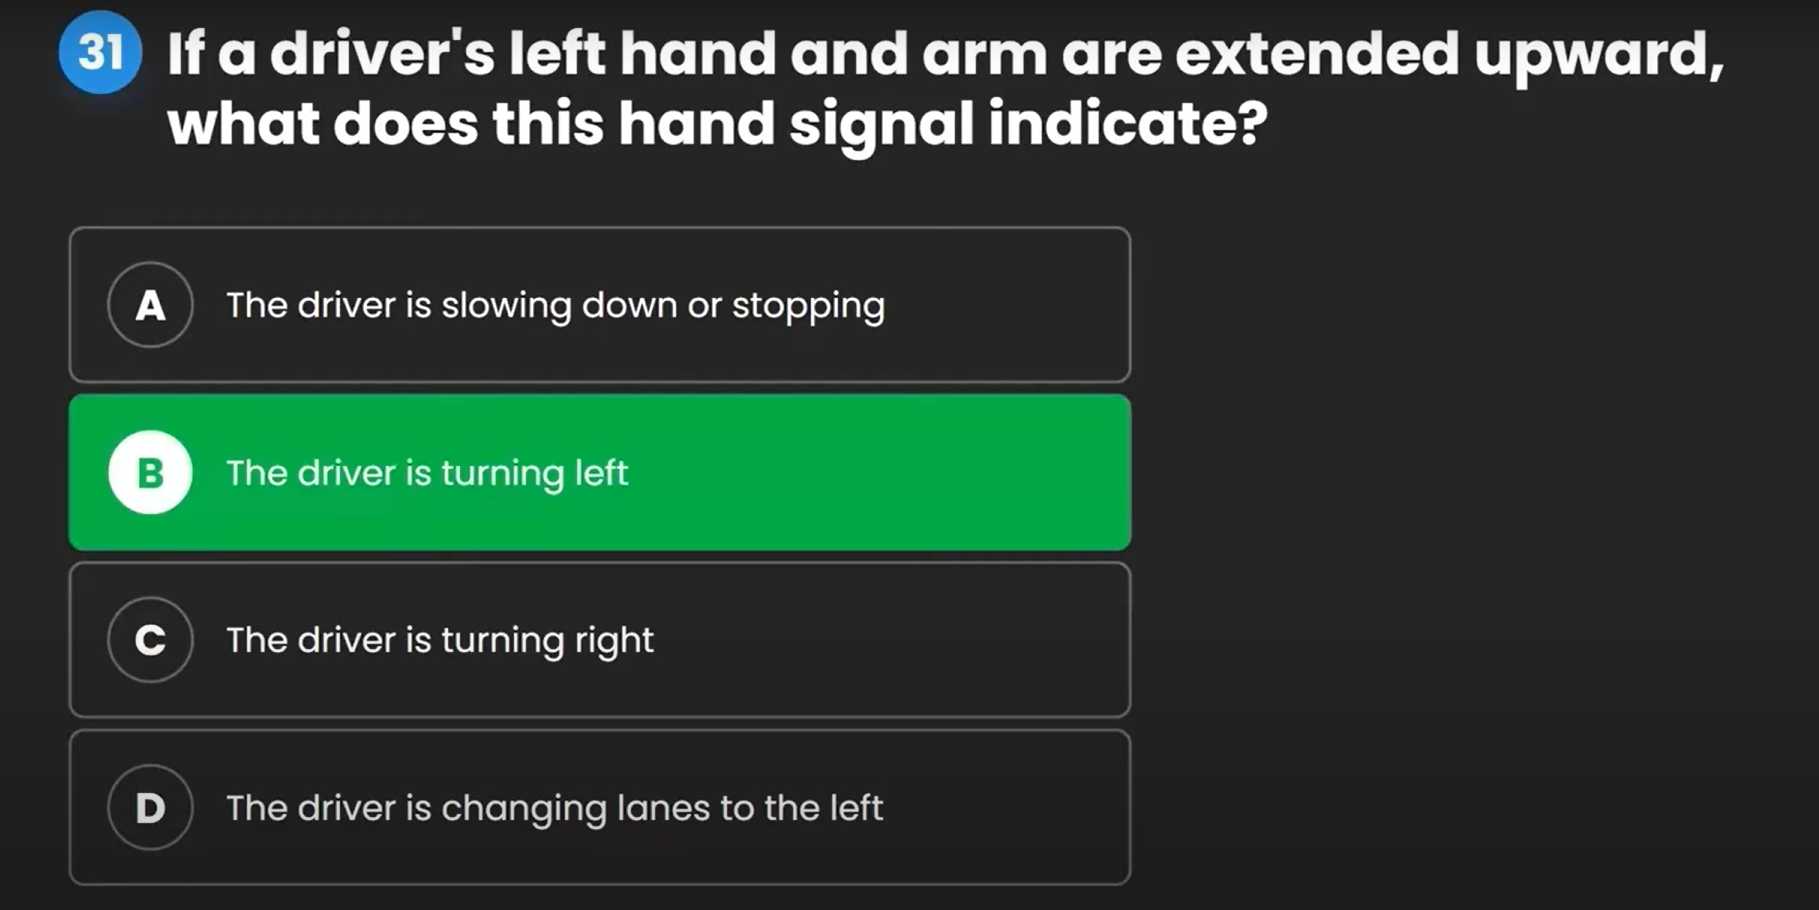 31 If a driver's left hand and arm are extended upward,
what does this hand signal indicate?
A The driver is slowing down or stopping
B The driver is turning left
C The driver is turning right
D The driver is changing lanes to the left